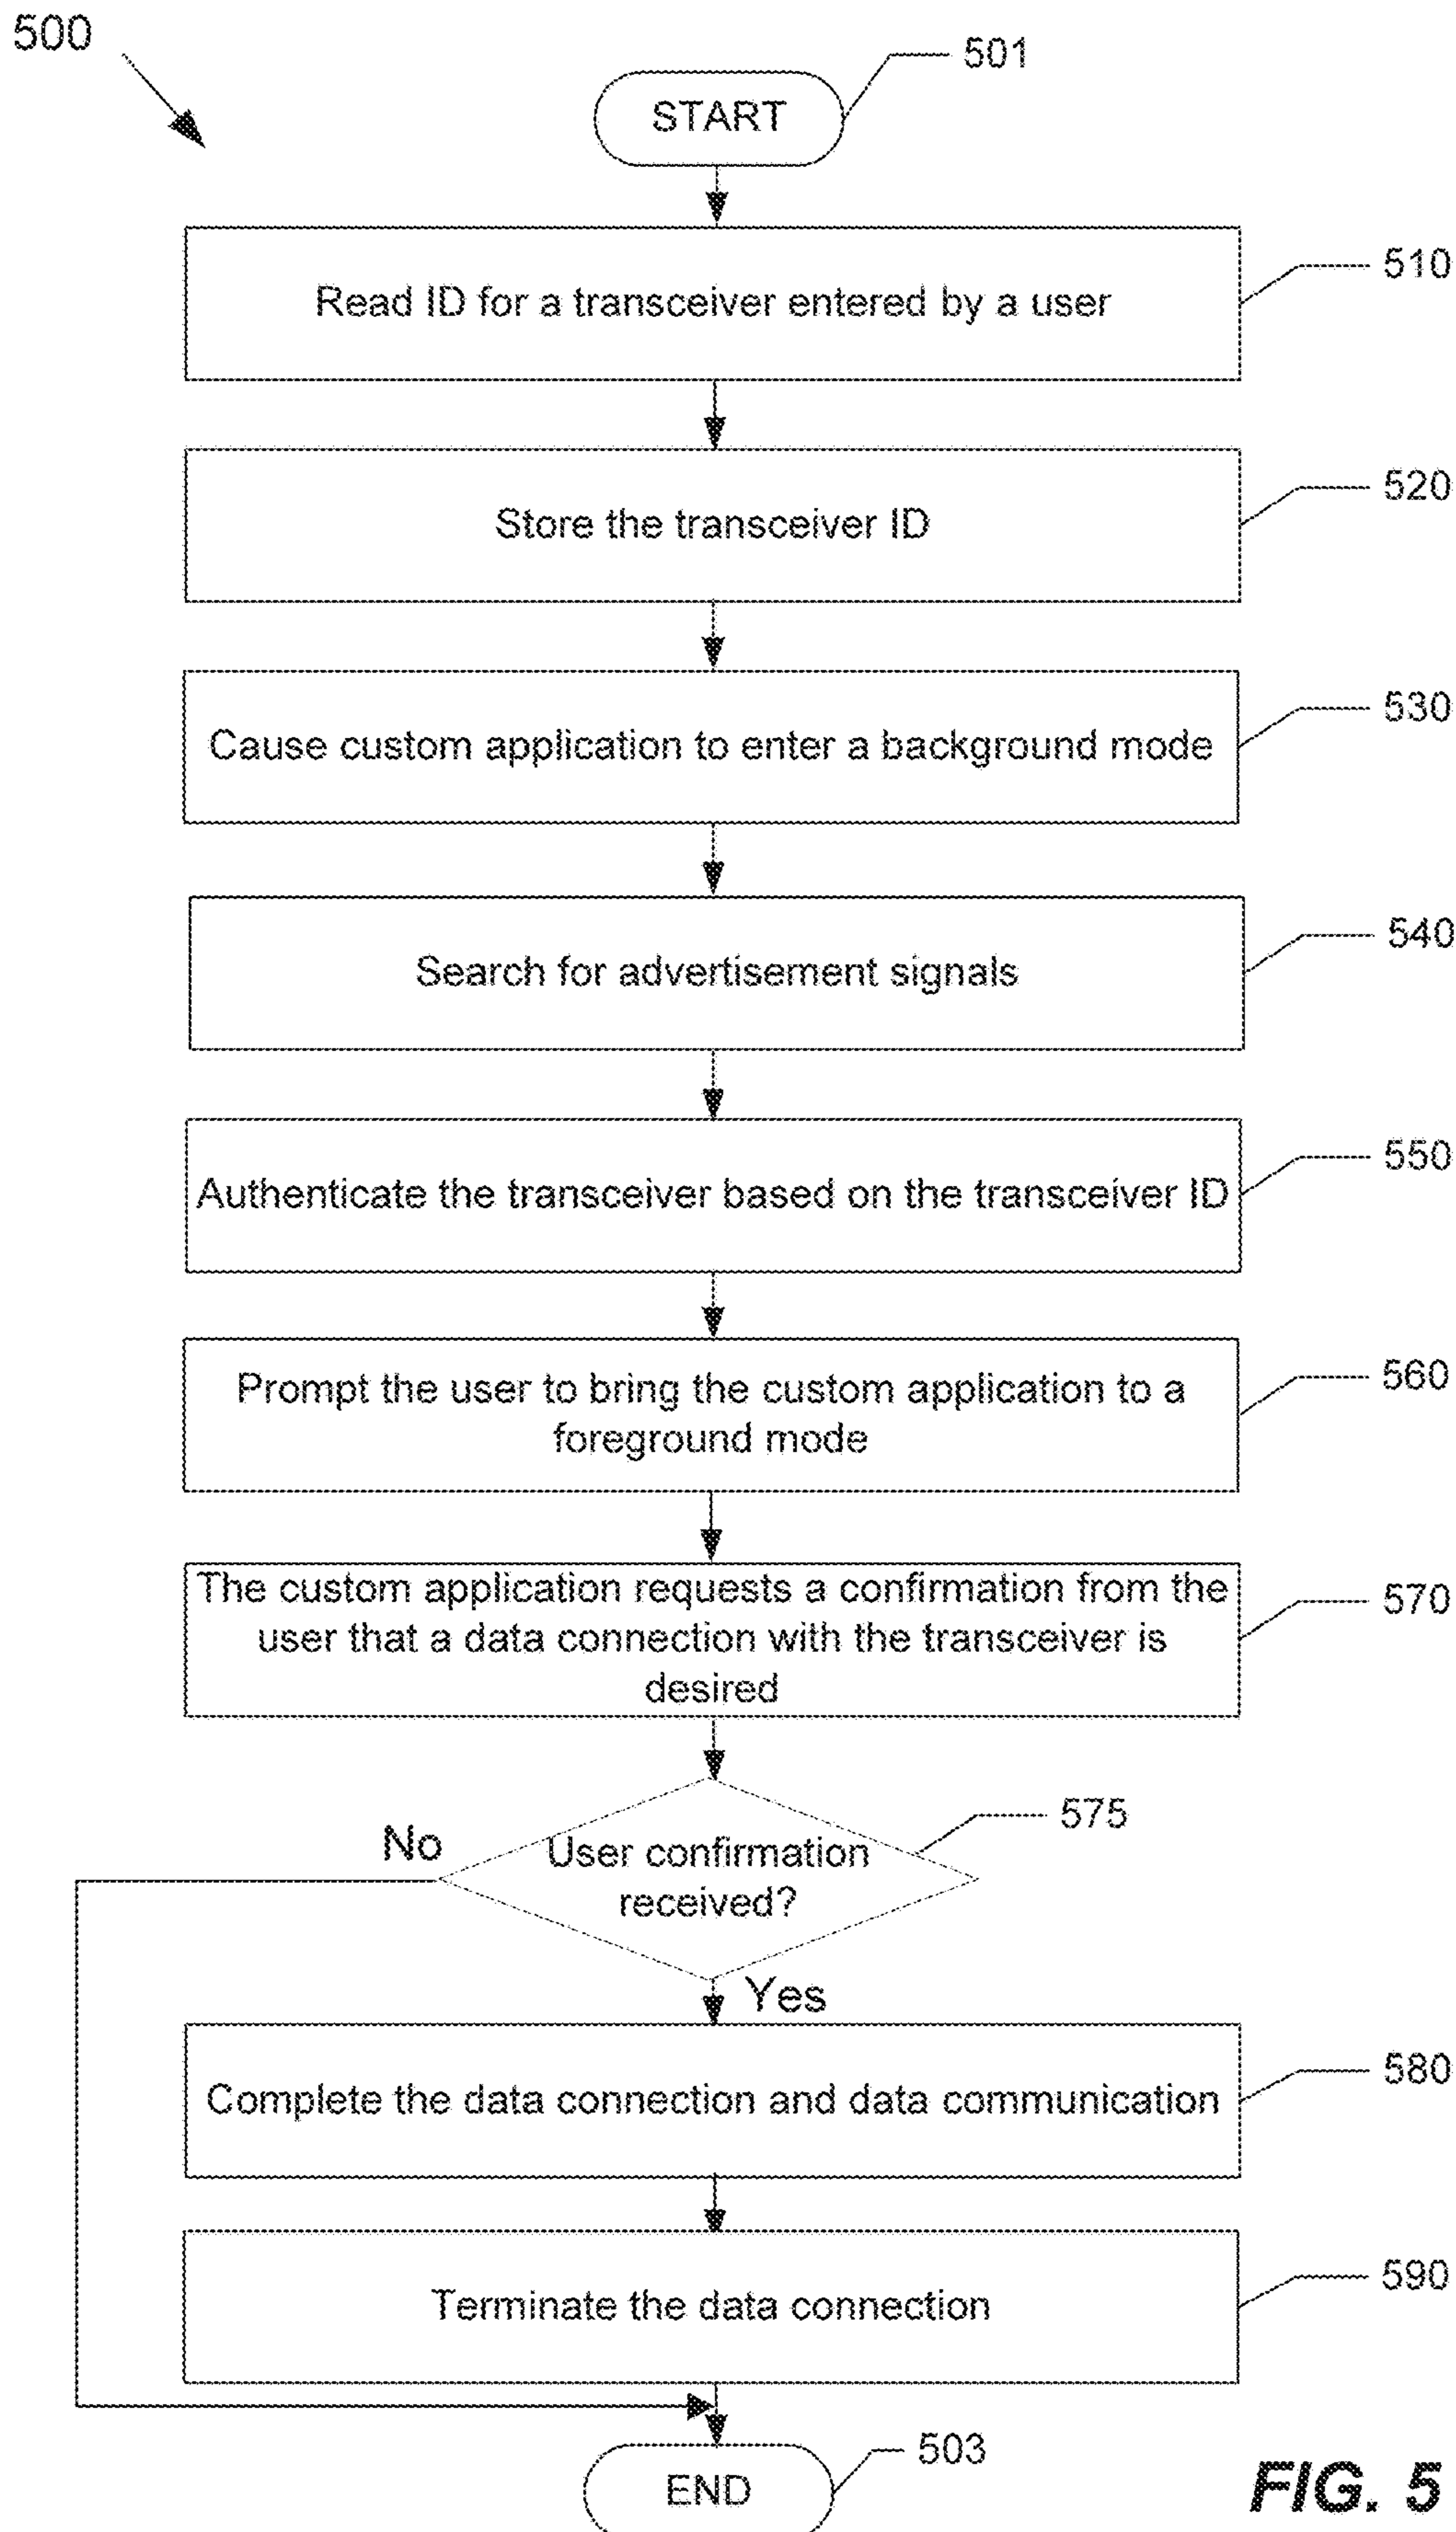 500
501
START
510
Read ID for a transceiver entered by a user
520
Store the transceiver ID
530
Cause custom application to enter a background mode
540
Search for advertisement signals
550
Authenticate the transceiver based on the transceiver ID
560
Prompt the user to bring the custom application to a
foreground mode
570
The custom application requests a confirmation from the
user that a data connection with the transceiver is
desired
575
No
User confirmation
received?
Yes
580
Complete the data connection and data communication
590
Terminate the data connection
503
END
FIG. 5